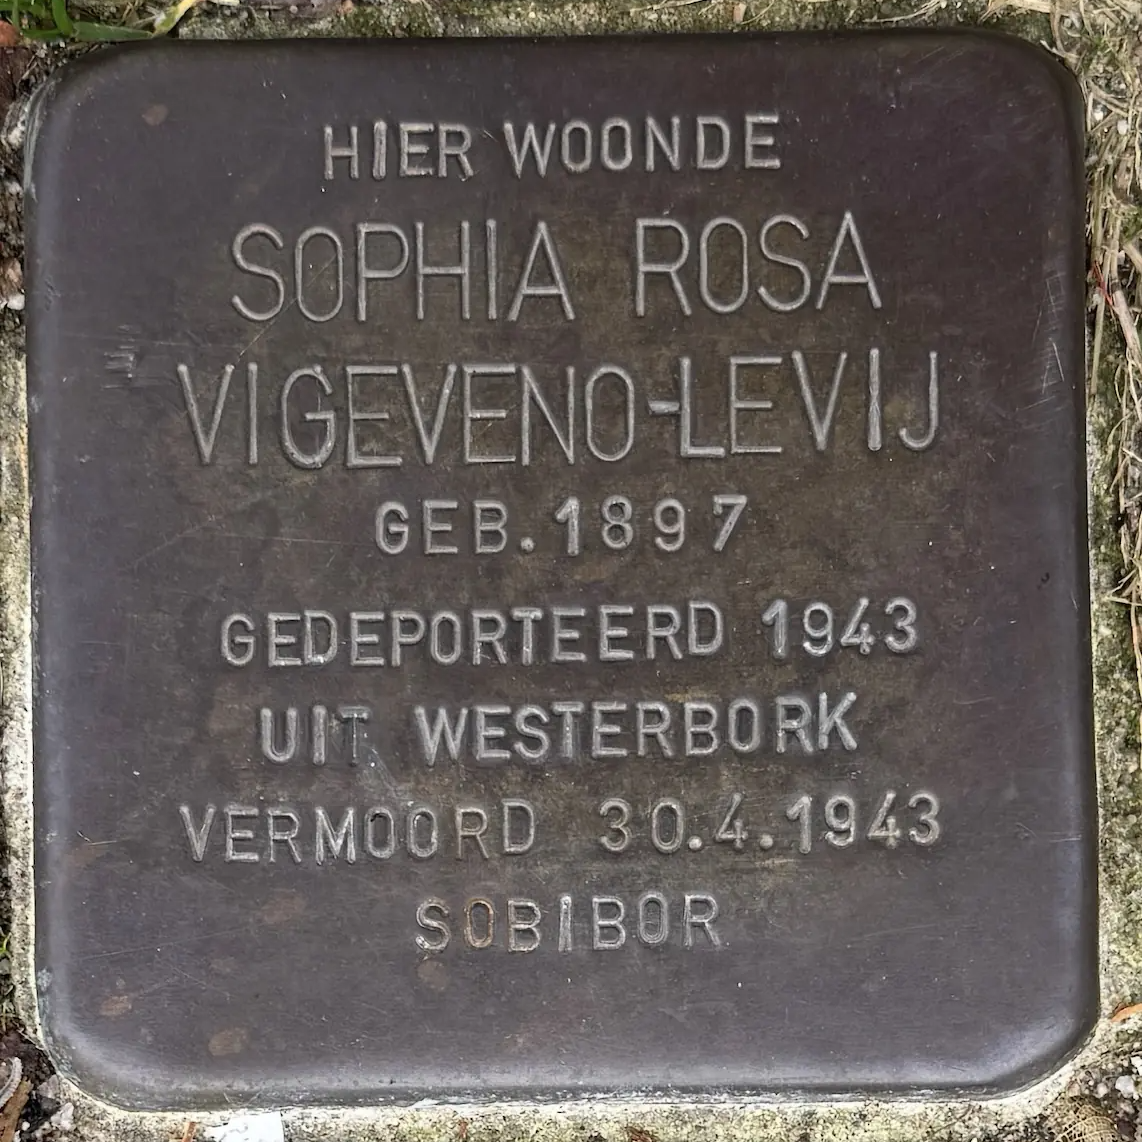 HIER WOONDE
SOPHIA ROSA
VIGEVENO-LEVIJ
GEB. 1897
GEDEPORTEERD 1943
UIT WESTERBORK
VERMOORD 30.4.1943
SOBIBOR